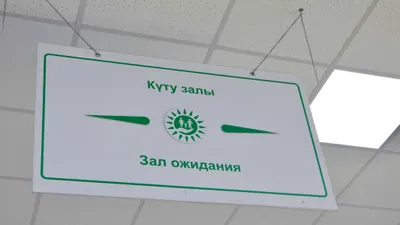 Күту залы
Зал ожидания